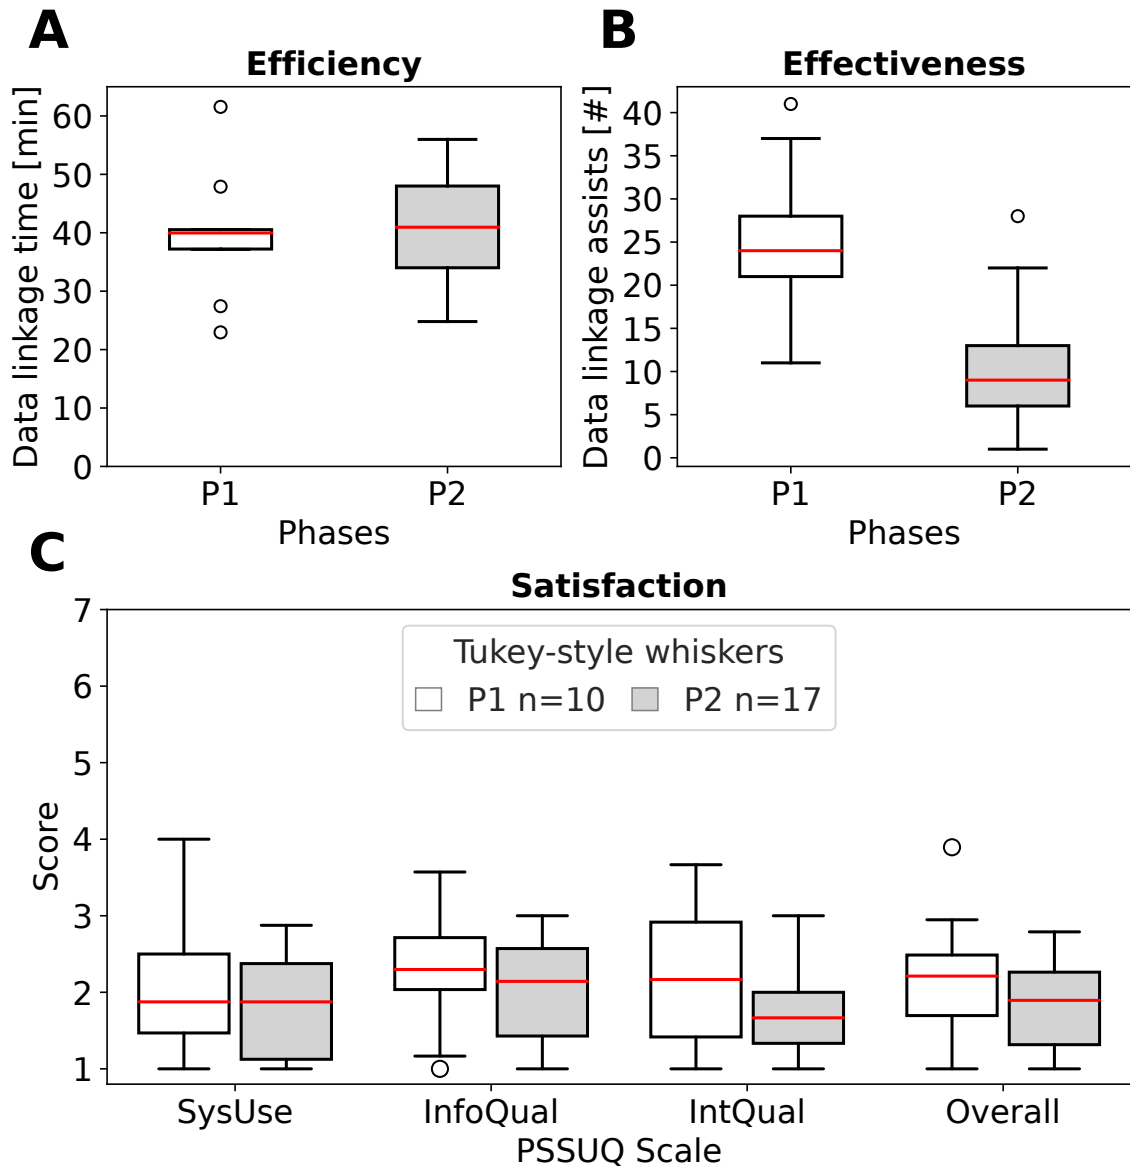 A
Efficiency
Data linkage time [min]
60
50
40
30
20
10
0
P1 P2
Phases
B
Effectiveness
Data linkage assists [#]
40
35
30
25
20
15
10
5
0
P1 P2
Phases
C
Satisfaction
Score
7
6
5
4
3
2
1
Tukey-style whiskers
P1 n=10 P2 n=17
SysUse InfoQual IntQual Overall
PSSUQ Scale